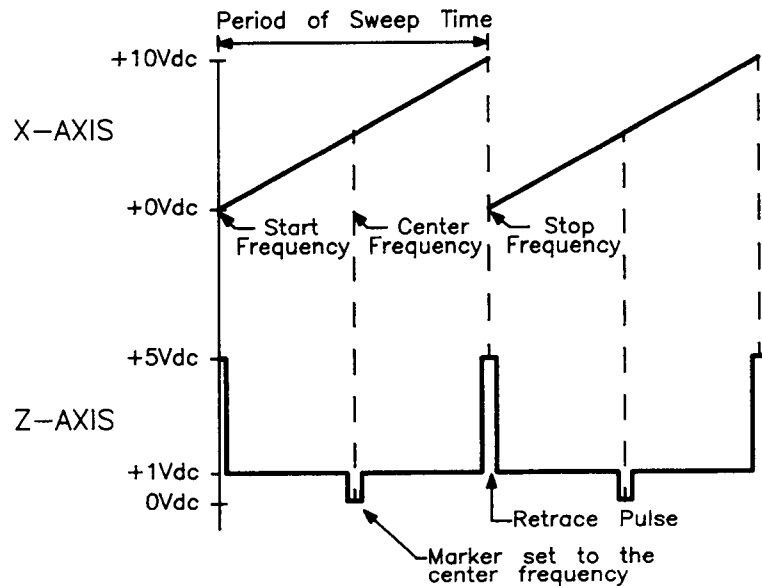 Period of Sweep Time
+10Vdc
X-AXIS
+0Vdc
Start
Frequency
Center
Frequency
Stop
Frequency
+5Vdc
Z-AXIS
+1Vdc
0Vdc
Retrace Pulse
Marker set to the
center frequency